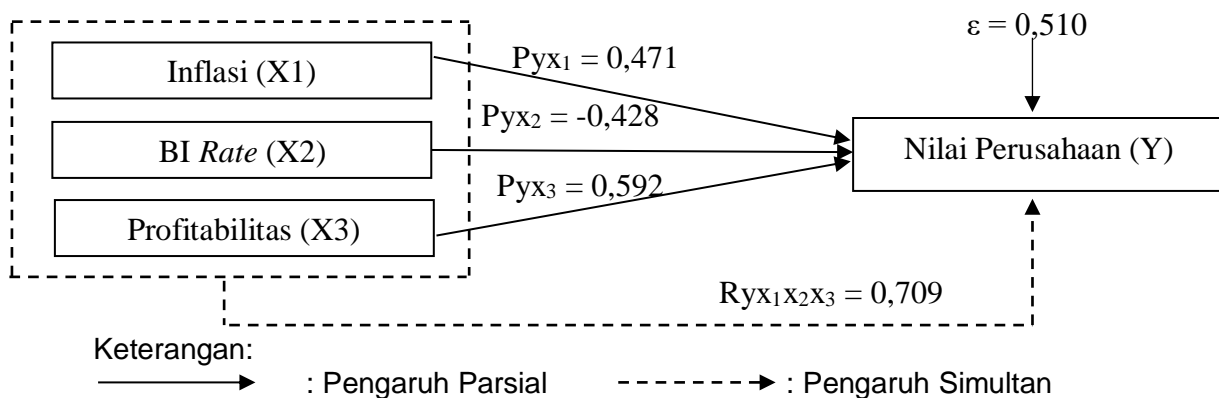 ε = 0,510
Inflasi (X1)
Pyx₁ = 0,471
BI Rate (X2)
Pyx₂ = -0,428
Nilai Perusahaan (Y)
Profitabilitas (X3)
Pyx₃ = 0,592
Ryx₁x₂x₃ = 0,709
Keterangan:
: Pengaruh Parsial : Pengaruh Simultan